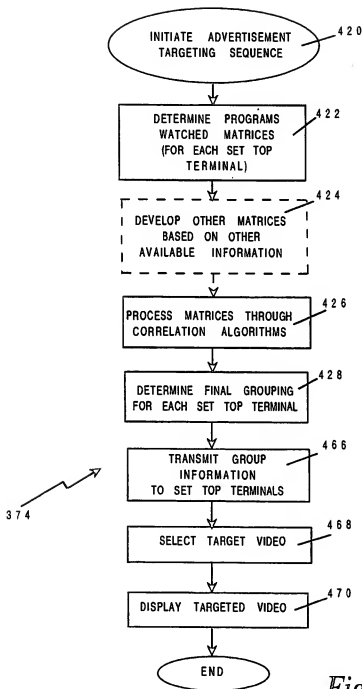 420
INITIATE ADVERTISEMENT
TARGETING SEQUENCE
422
DETERMINE PROGRAMS
WATCHED MATRICES
(FOR EACH SET TOP
TERMINAL)
424
DEVELOP OTHER MATRICES
BASED ON OTHER
AVAILABLE INFORMATION
426
PROCESS MATRICES THROUGH
CORRELATION ALGORITHMS
428
DETERMINE FINAL GROUPING
FOR EACH SET TOP TERMINAL
466
TRANSMIT GROUP
INFORMATION
TO SET TOP TERMINALS
374
468
SELECT TARGET VIDEO
470
DISPLAY TARGETED VIDEO
END
Fig